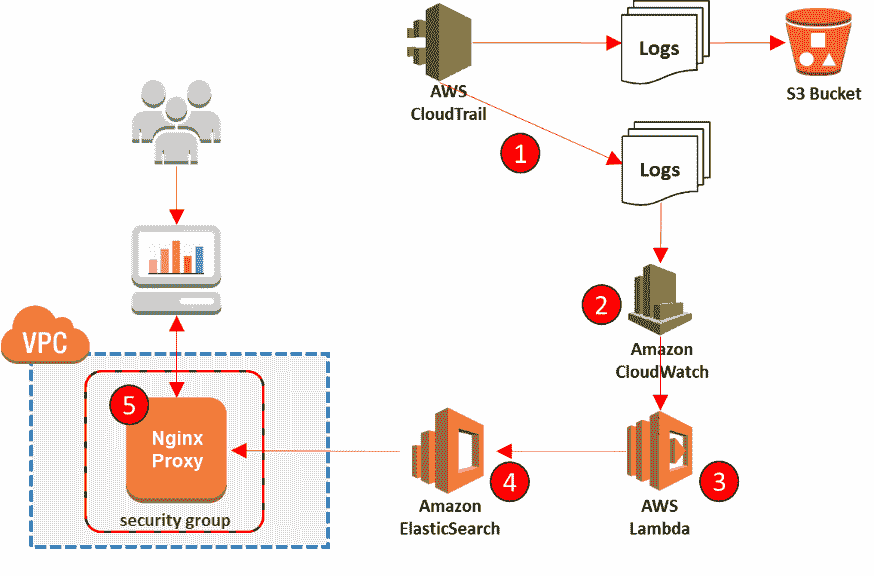 Logs
S3 Bucket
AWS
CloudTrail
1
Logs
2
Amazon
CloudWatch
VPC
5
Nginx
Proxy
security group
4
Amazon
ElasticSearch
3
AWS
Lambda